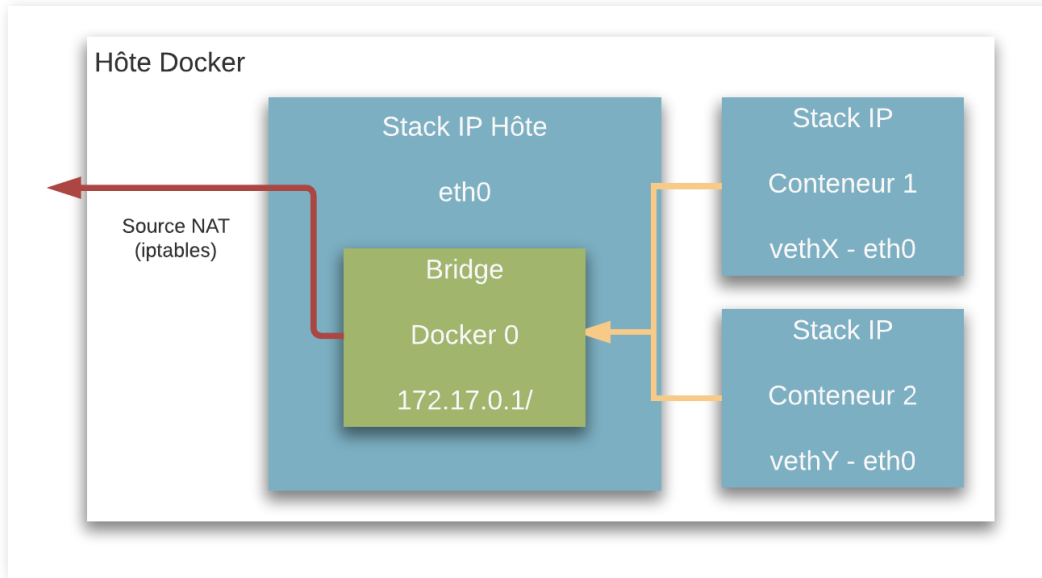 Hôte Docker
Stack IP Hôte
eth0
Source NAT
(iptables)
Bridge
Docker 0
172.17.0.1/
Stack IP
Conteneur 1
vethX - eth0
Stack IP
Conteneur 2
vethY - eth0